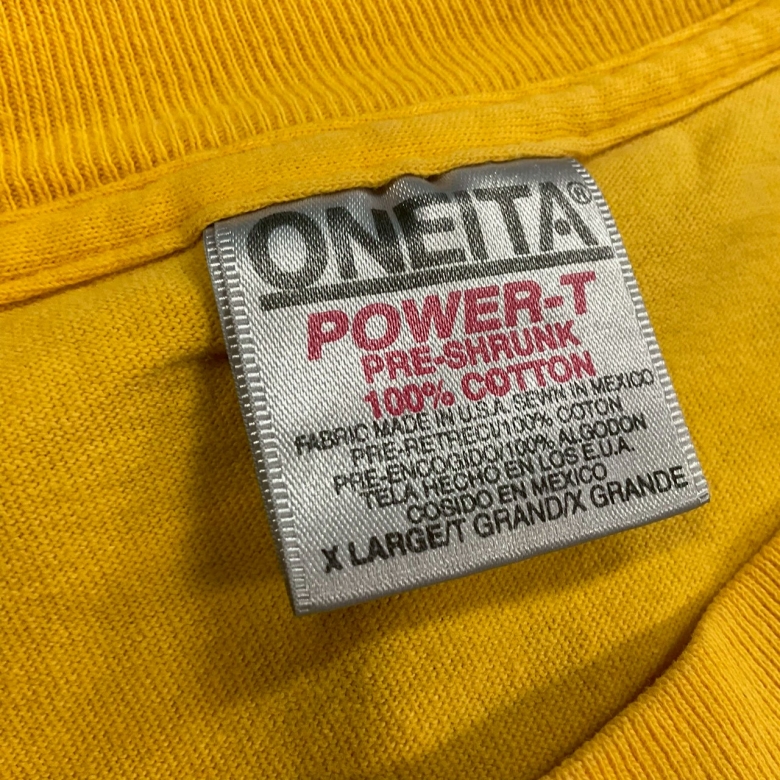 ONEITA®
POWER-T
PRE-SHRUNK
100% COTTON
FABRIC MADE IN U.S.A. SEWN IN MEXICO
PRE-RETRECI/100% COTON
PRE-ENCOGIDO/100% ALGODON
TELA HECHO EN LOS E.U.A.
COSIDO EN MEXICO
X LARGE/T GRAND/X GRANDE